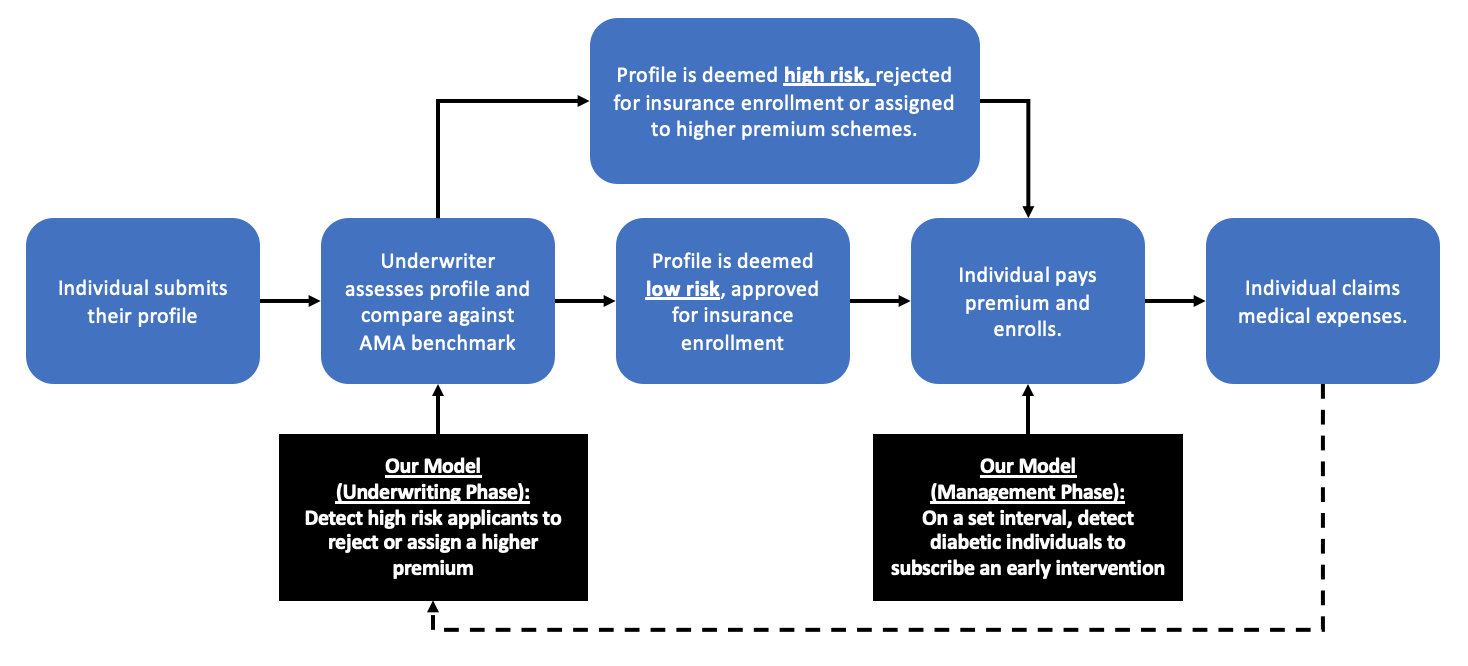 Profile is deemed high risk, rejected
for insurance enrollment or assigned
to higher premium schemes.
Individual submits
their profile
Underwriter
assesses profile and
compare against
AMA benchmark
Profile is deemed
low risk, approved
for insurance
enrollment
Individual pays
premium and
enrolls.
Individual claims
medical expenses.
Our Model
(Underwriting Phase):
Detect high risk applicants to
reject or assign a higher
premium
Our Model
(Management Phase):
On a set interval, detect
diabetic individuals to
subscribe an early intervention